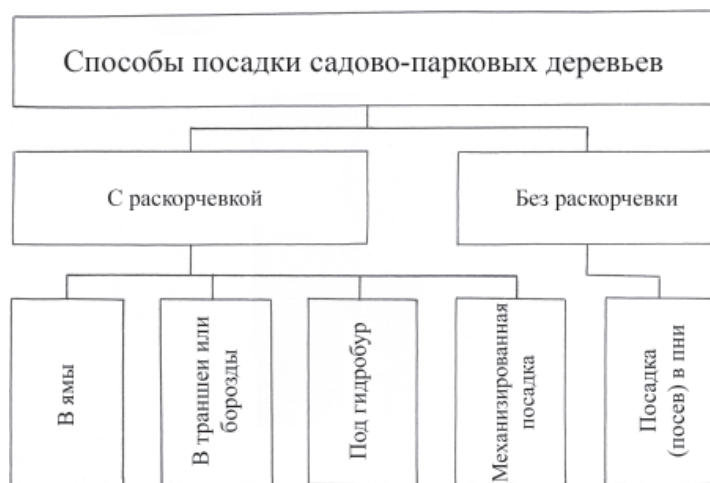 Способы посадки садово-парковых деревьев
С раскорчевкой
Без раскорчевки
В ямы
В траншеи или
борозды
Под гидробур
Механизированная
посадка
Посадка
(посев) в пни